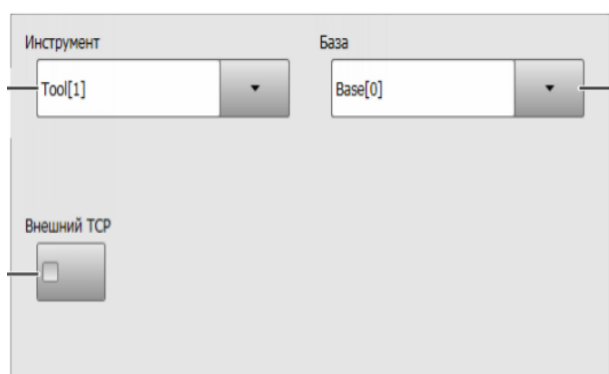 Инструмент
База
Tool[1]
Base[0]
Внешний TCP